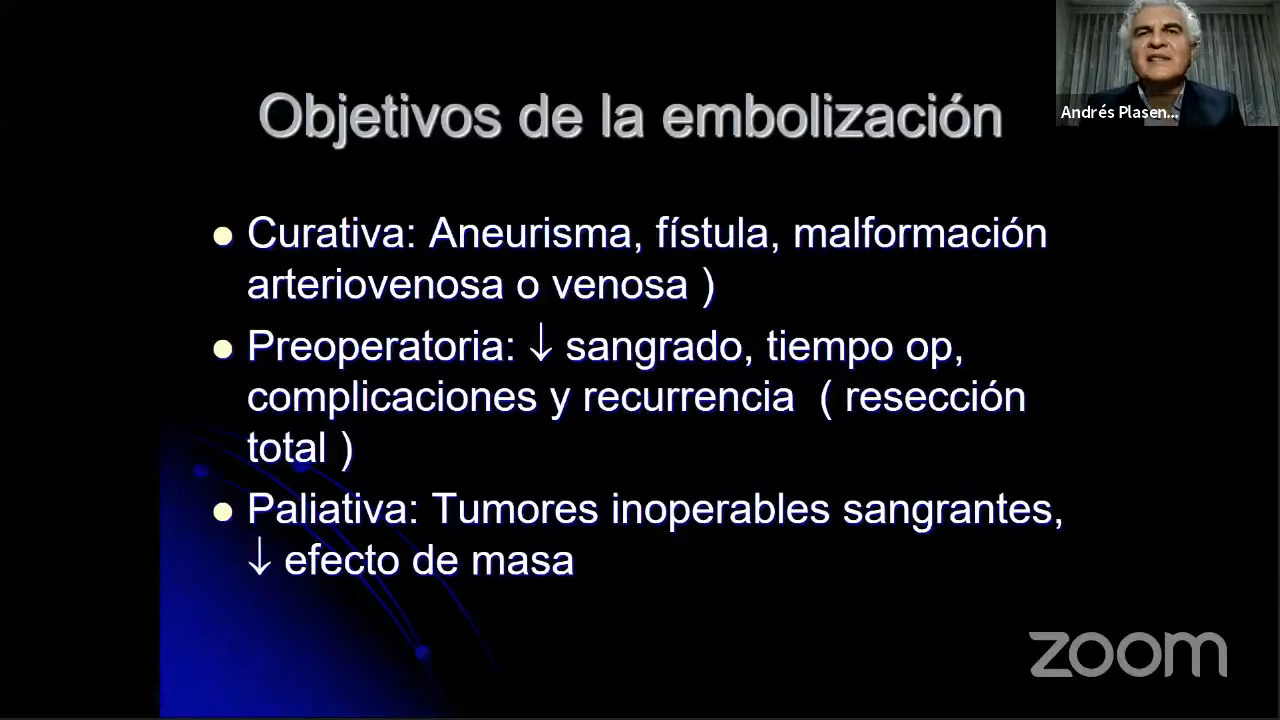 Objetivos de la embolización
Andrés Plasen...
Curativa: Aneurisma, fístula, malformación
arteriovenosa o venosa )
Preoperatoria: ↓ sangrado, tiempo op,
complicaciones y recurrencia  ( resección
total )
Paliativa: Tumores inoperables sangrantes,
↓ efecto de masa
zoom